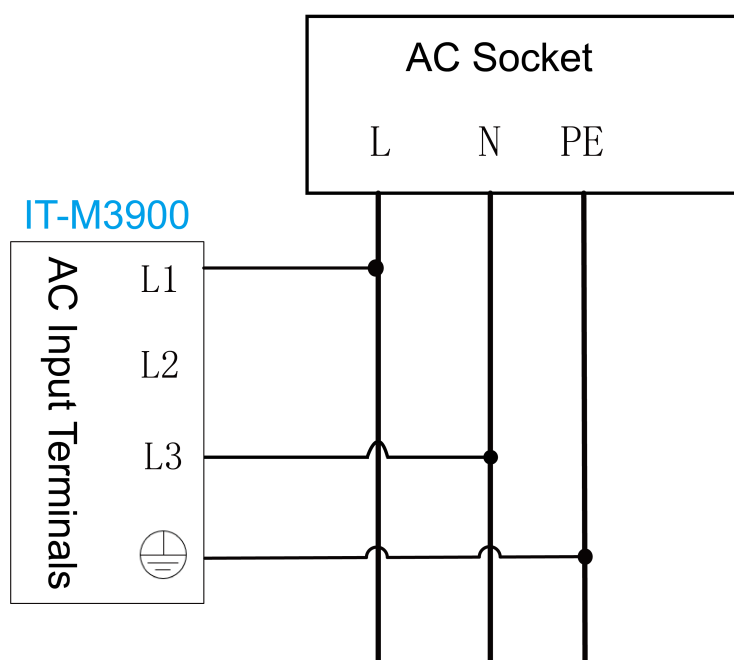 AC Socket
L N PE
IT-M3900
AC Input Terminals
L1
L2
L3